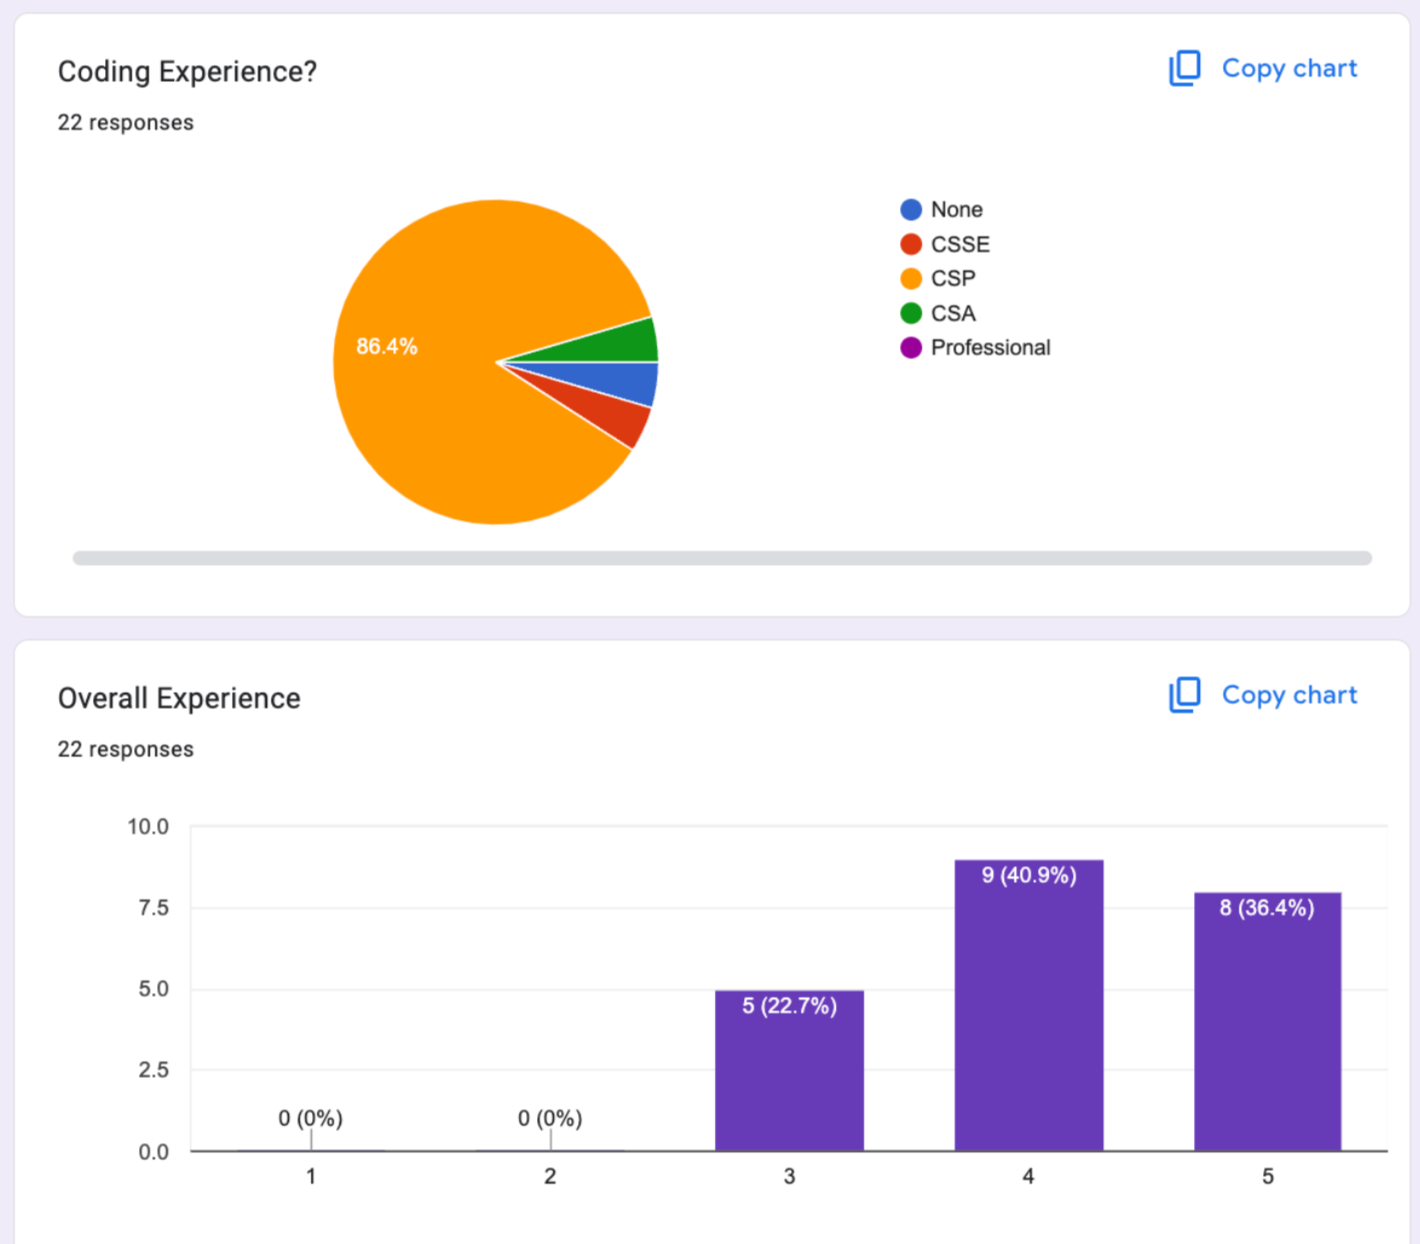 Coding Experience?
Copy chart
22 responses
86.4%
None
CSSE
CSP
CSA
Professional
Overall Experience
Copy chart
22 responses
10.0
7.5
5.0
2.5
0.0
0 (0%)
0 (0%)
5 (22.7%)
9 (40.9%)
8 (36.4%)
1
2
3
4
5